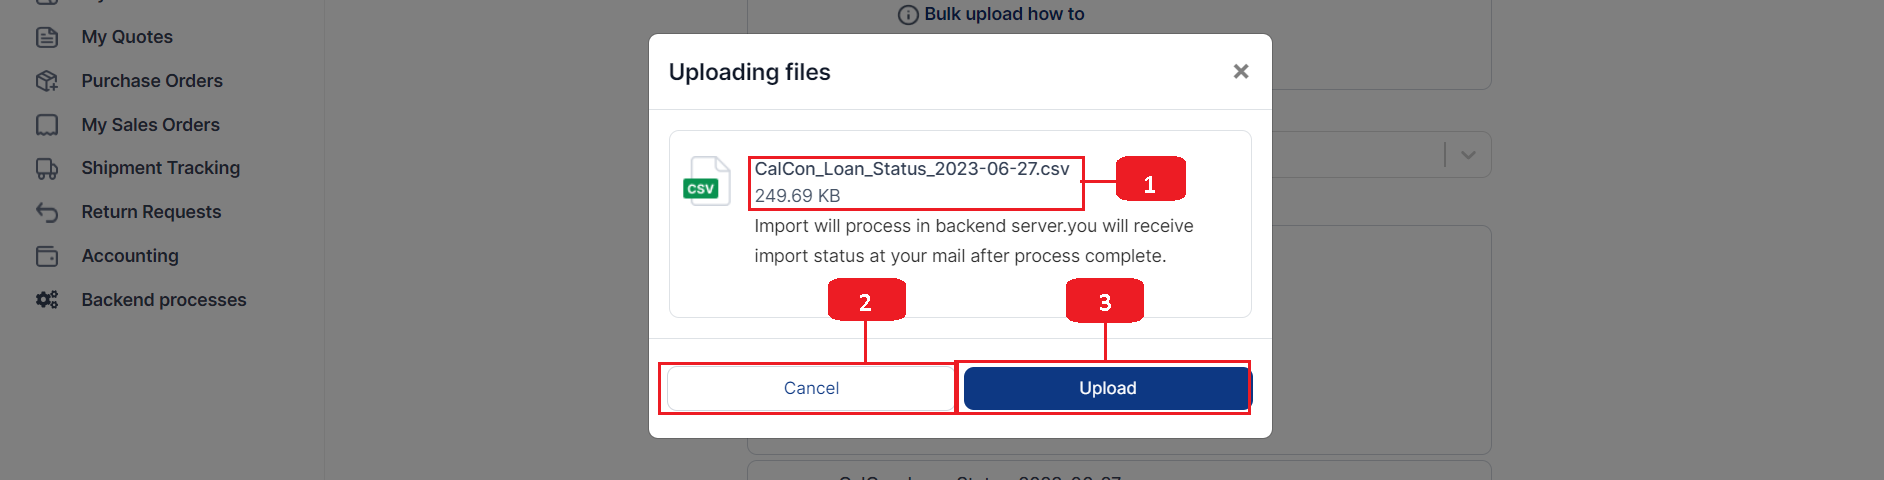 Bulk upload how to
My Quotes
Purchase Orders
My Sales Orders
Shipment Tracking
Return Requests
Accounting
Backend processes
Uploading files
×
CSV
CalCon_Loan_Status_2023-06-27.csv
249.69 KB
1
Import will process in backend server.you will receive
import status at your mail after process complete.
2
3
Cancel
Upload